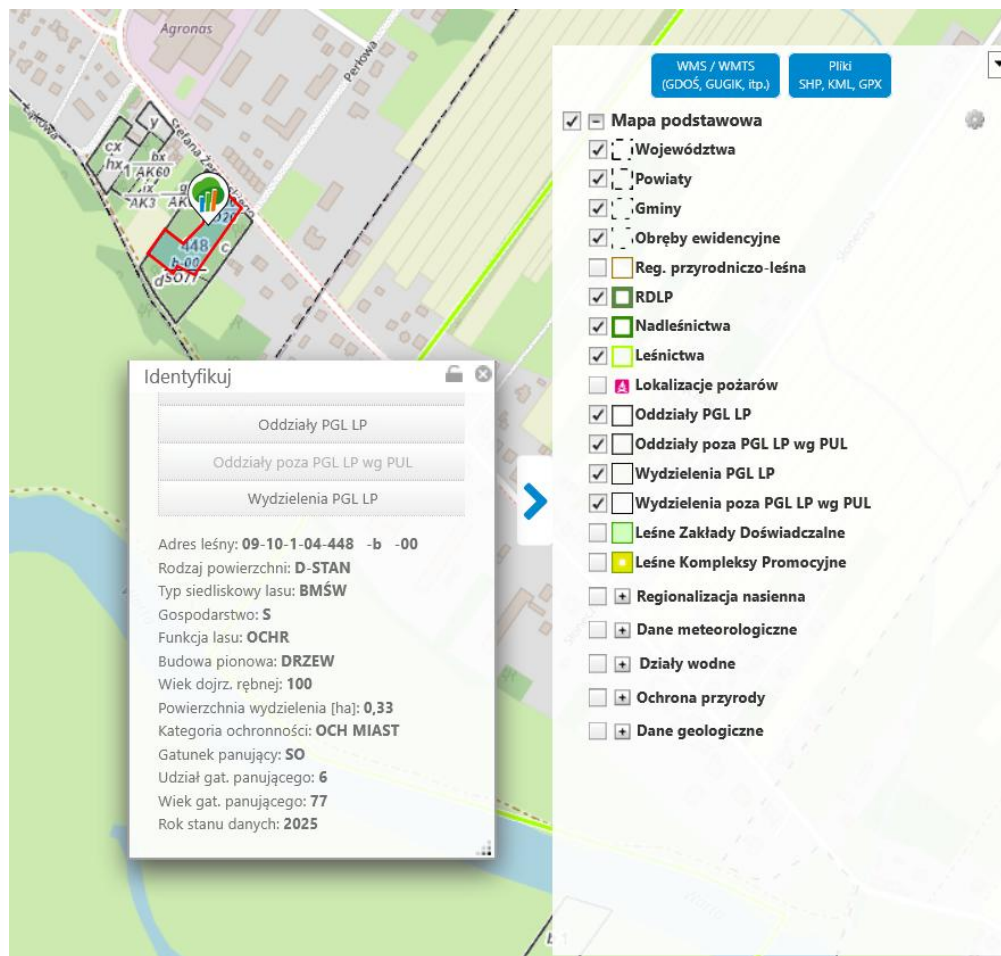 Agronas
Perłowa
Łąkowa
y
cx
bx
hx
1
AK60
AK3
448
c
b-00
d
SO77
WMS / WMTS
(GDOŚ, GUGIK, itp.)
Pliki
SHP, KML, GPX
Mapa podstawowa
Województwa
Powiaty
Gminy
Obręby ewidencyjne
Reg. przyrodniczo-leśna
RDLP
Nadleśnictwa
Leśnictwa
Lokalizacje pożarów
Oddziały PGL LP
Oddziały poza PGL LP wg PUL
Wydzielenia PGL LP
Wydzielenia poza PGL LP wg PUL
Leśne Zakłady Doświadczalne
Leśne Kompleksy Promocyjne
Regionalizacja nasienna
Dane meteorologiczne
Działy wodne
Ochrona przyrody
Dane geologiczne
Identyfikuj
Oddziały PGL LP
Oddziały poza PGL LP wg PUL
Wydzielenia PGL LP
Adres leśny: 09-10-1-04-448 -b -00
Rodzaj powierzchni: D-STAN
Typ siedliskowy lasu: BMŚW
Gospodarstwo: S
Funkcja lasu: OCHR
Budowa pionowa: DRZEW
Wiek dojrz. rębnej: 100
Powierzchnia wydzielenia [ha]: 0,33
Kategoria ochronności: OCH MIAST
Gatunek panujący: SO
Udział gat. panującego: 6
Wiek gat. panującego: 77
Rok stanu danych: 2025